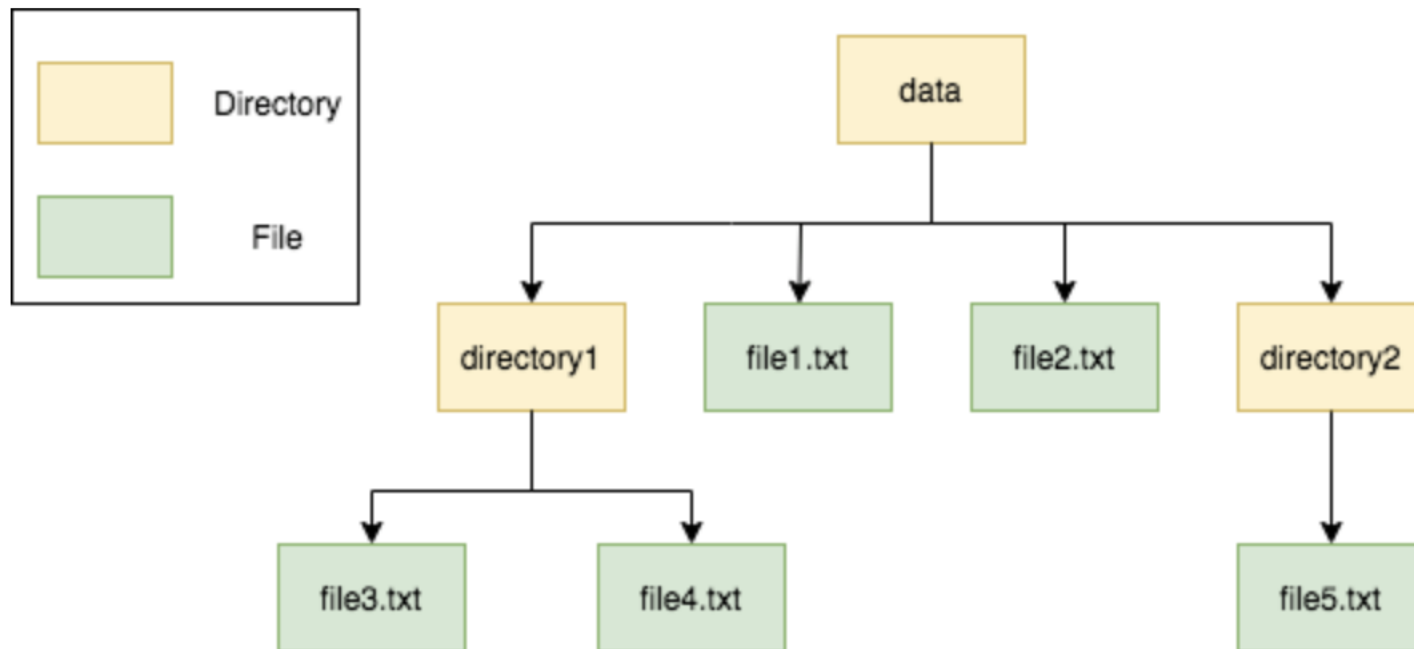 Directory
File
data
directory1
file1.txt
file2.txt
directory2
file3.txt
file4.txt
file5.txt